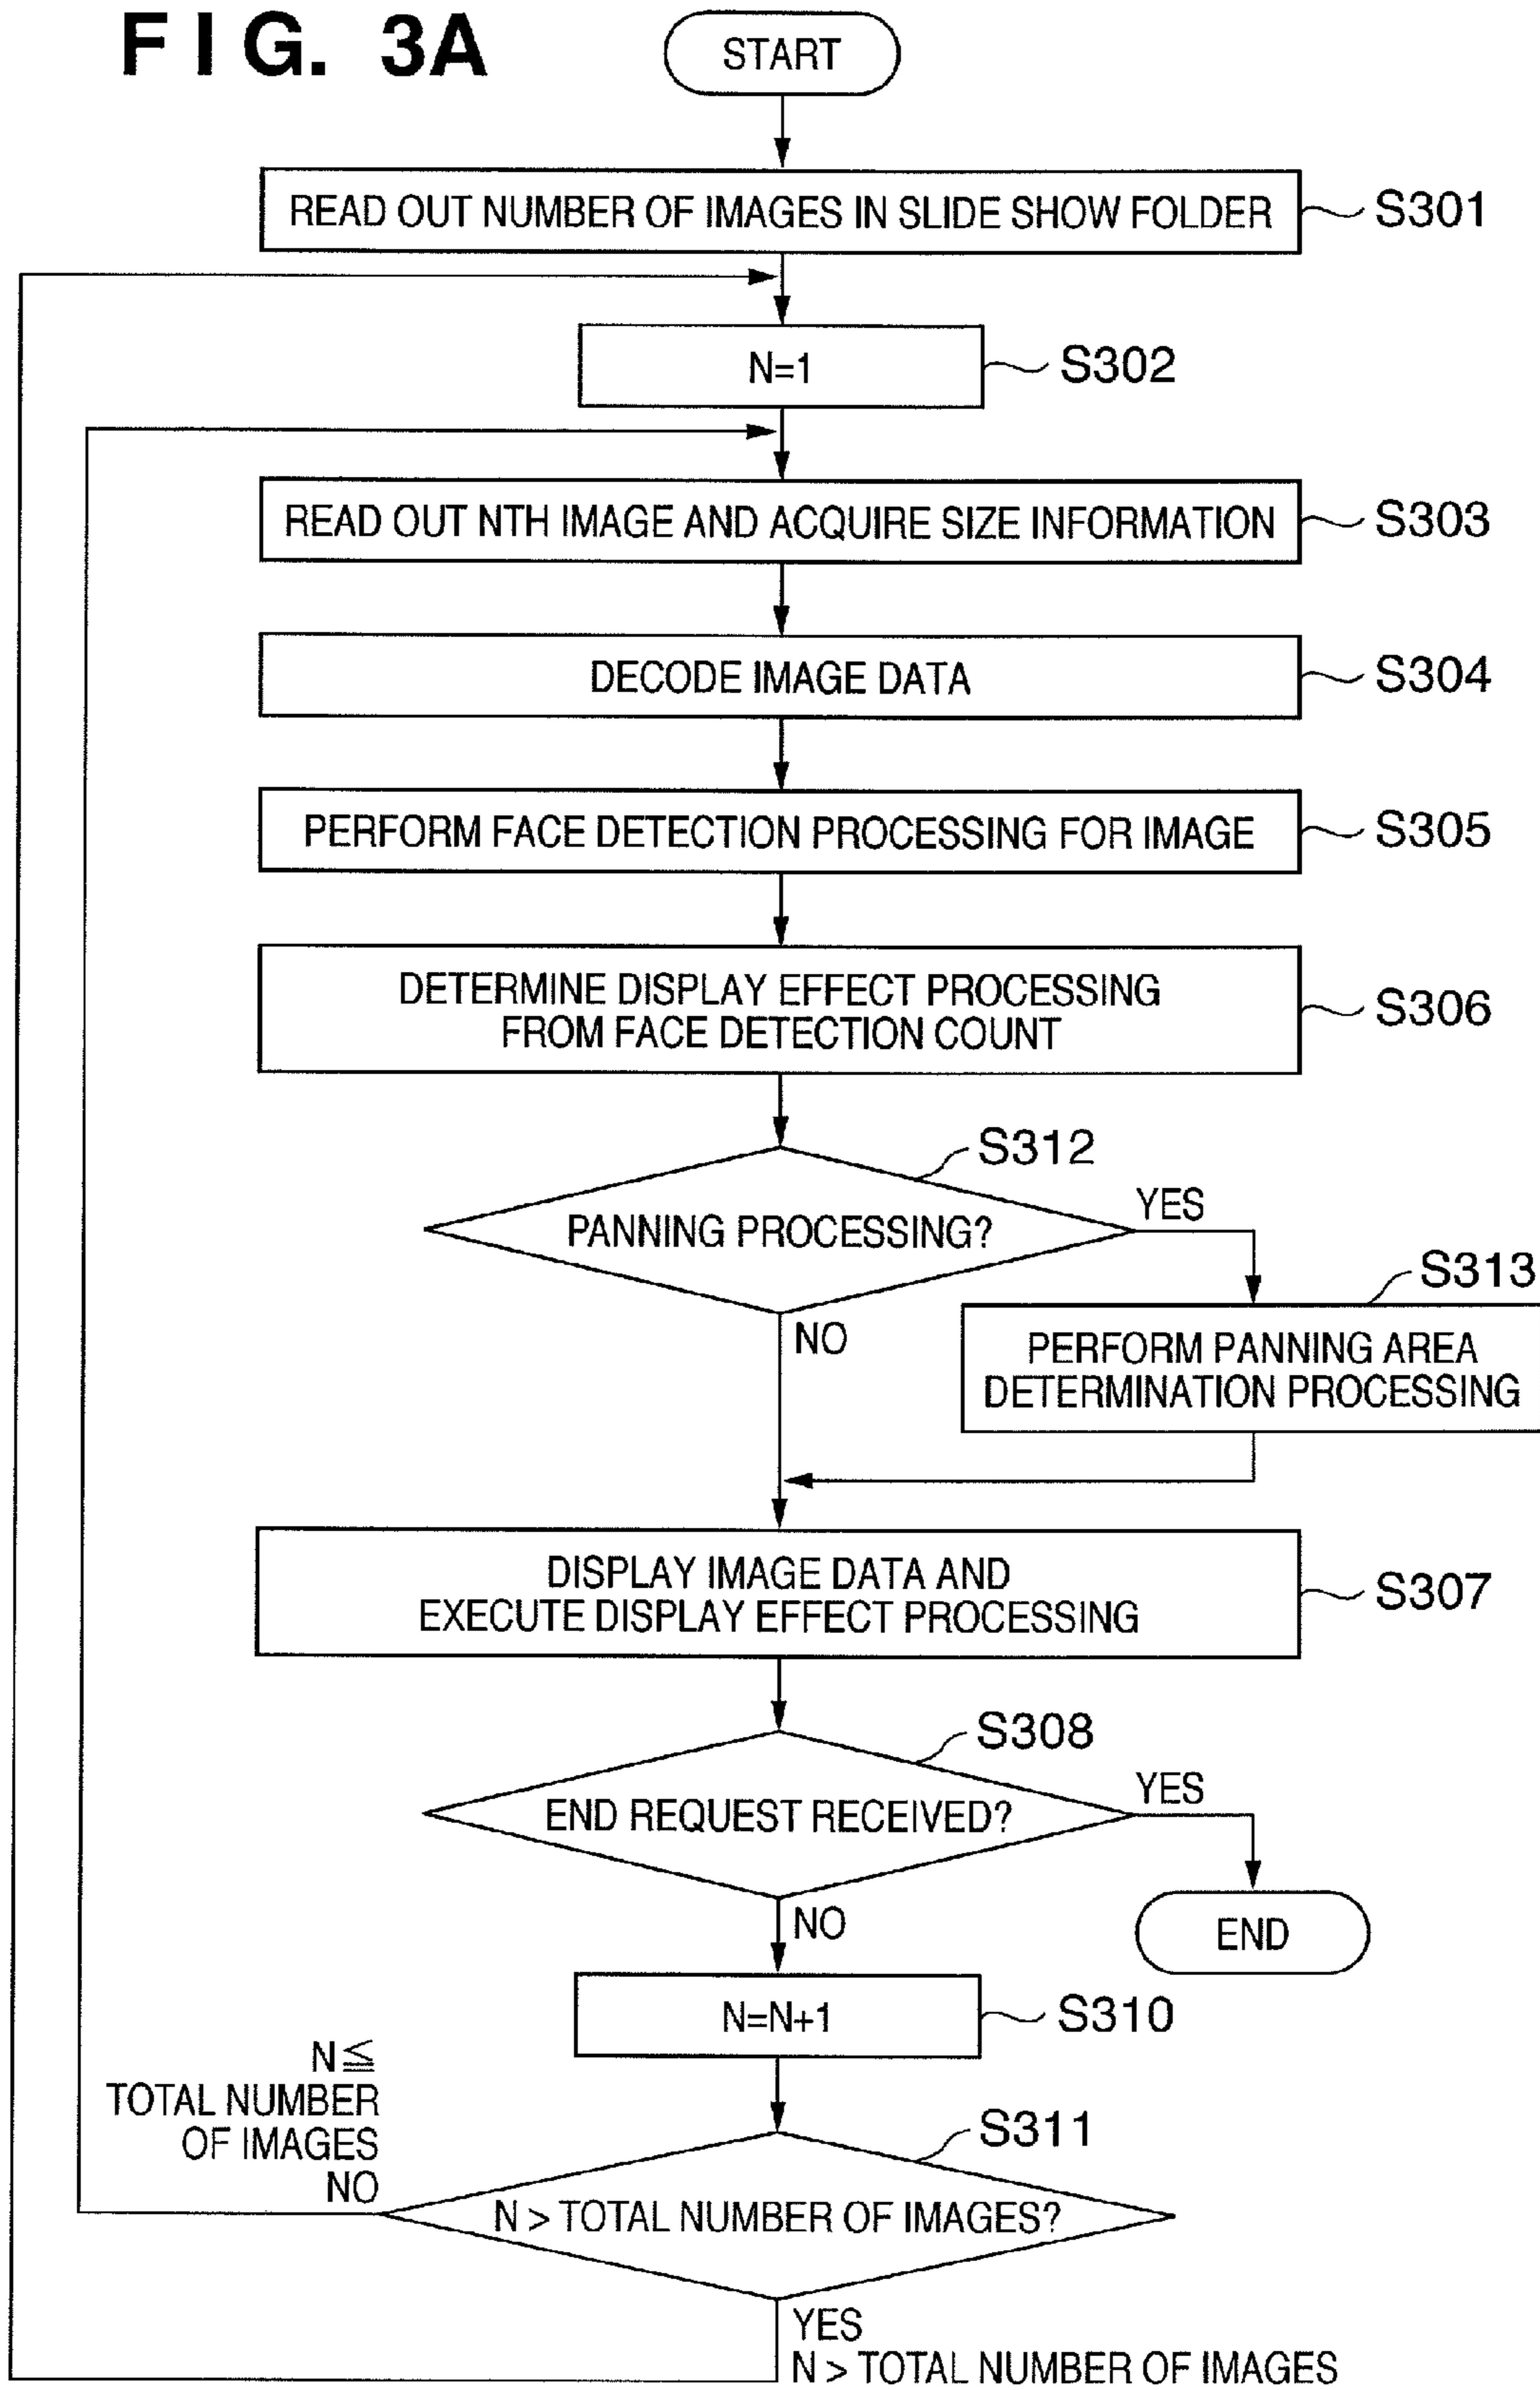 FIG. 3A
START
READ OUT NUMBER OF IMAGES IN SLIDE SHOW FOLDER
S301
N=1
S302
READ OUT NTH IMAGE AND ACQUIRE SIZE INFORMATION
S303
DECODE IMAGE DATA
S304
PERFORM FACE DETECTION PROCESSING FOR IMAGE
S305
DETERMINE DISPLAY EFFECT PROCESSING
FROM FACE DETECTION COUNT
S306
S312
PANNING PROCESSING?
YES
NO
S313
PERFORM PANNING AREA
DETERMINATION PROCESSING
DISPLAY IMAGE DATA AND
EXECUTE DISPLAY EFFECT PROCESSING
S307
S308
END REQUEST RECEIVED?
YES
END
NO
N=N+1
S310
N≦
TOTAL NUMBER
OF IMAGES
NO
S311
N > TOTAL NUMBER OF IMAGES?
YES
N > TOTAL NUMBER OF IMAGES